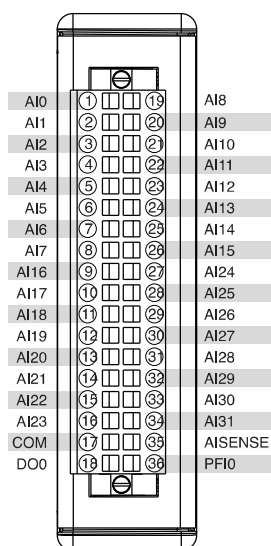 AI0 1 19 AI8
AI1 2 20 AI9
AI2 3 21 AI10
AI3 4 22 AI11
AI4 5 23 AI12
AI5 6 24 AI13
AI6 7 25 AI14
AI7 8 26 AI15
AI16 9 27 AI24
AI17 10 28 AI25
AI18 11 29 AI26
AI19 12 30 AI27
AI20 13 31 AI28
AI21 14 32 AI29
AI22 15 33 AI30
AI23 16 34 AI31
COM 17 35 AISENSE
DO0 18 36 PFI0